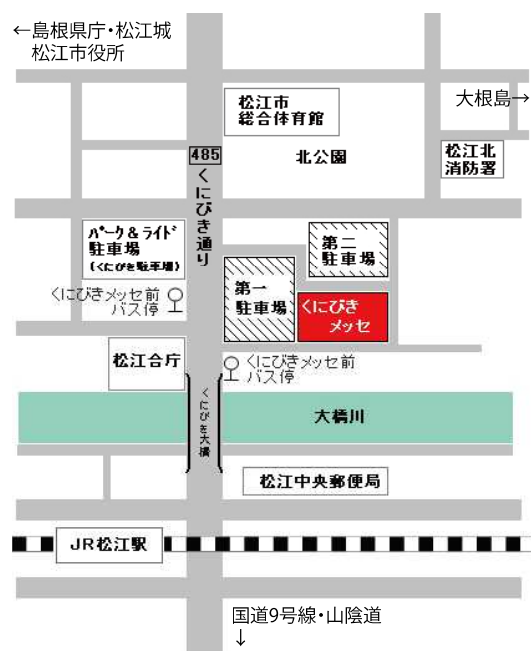 ←島根県庁・松江城
松江市役所
大根島→
松江市
総合体育館
北公園
松江北
消防署
485
くにびき通り
パーク&ライド
駐車場
(くにびき駐車場)
第二
駐車場
第一
駐車場
くにびき
メッセ
くにびきメッセ前
バス停
松江合庁
くにびきメッセ前
バス停
くにびき大橋
大橋川
松江中央郵便局
JR松江駅
国道9号線・山陰道
↓